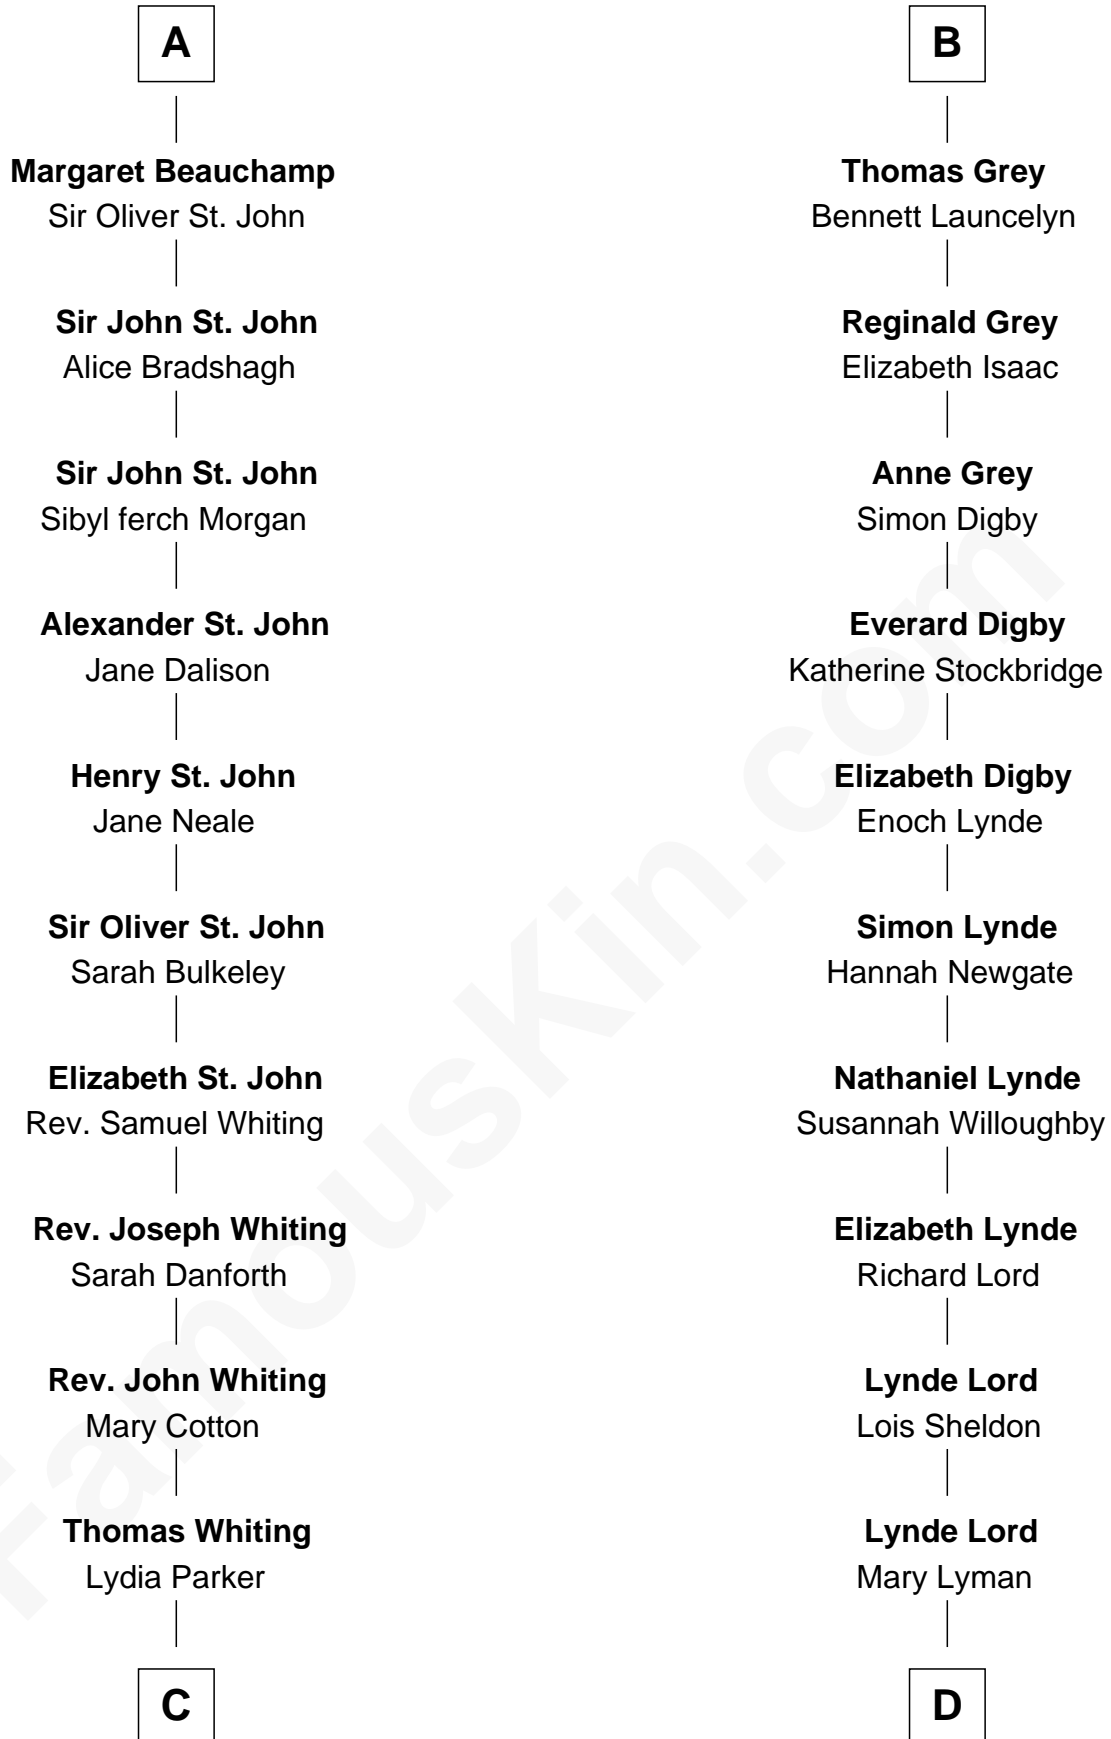 A
Margaret Beauchamp
Sir Oliver St. John
Sir John St. John
Alice Bradshagh
Sir John St. John
Sibyl ferch Morgan
Alexander St. John
Jane Dalison
Henry St. John
Jane Neale
Sir Oliver St. John
Sarah Bulkeley
Elizabeth St. John
Rev. Samuel Whiting
Rev. Joseph Whiting
Sarah Danforth
Rev. John Whiting
Mary Cotton
Thomas Whiting
Lydia Parker
C
B
Thomas Grey
Bennett Launcelyn
Reginald Grey
Elizabeth Isaac
Anne Grey
Simon Digby
Everard Digby
Katherine Stockbridge
Elizabeth Digby
Enoch Lynde
Simon Lynde
Hannah Newgate
Nathaniel Lynde
Susannah Willoughby
Elizabeth Lynde
Richard Lord
Lynde Lord
Lois Sheldon
Lynde Lord
Mary Lyman
D
FamousKin.com